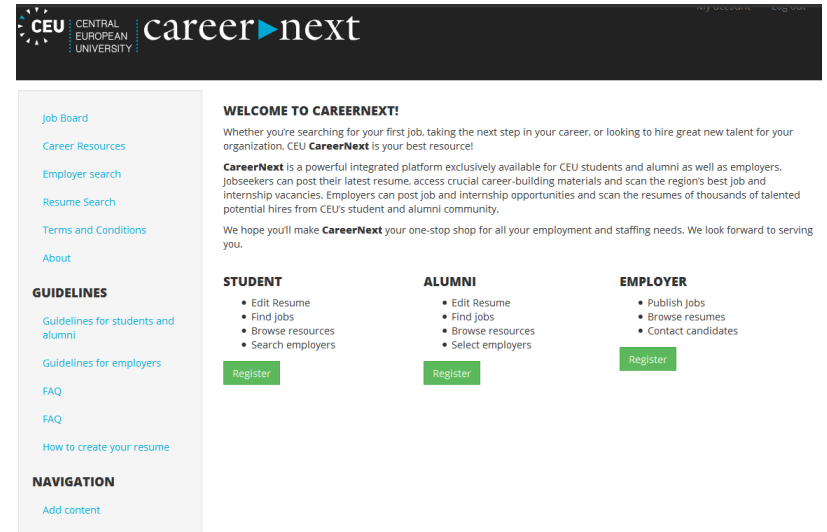 My account Log out
CEU CENTRAL
EUROPEAN
UNIVERSITY
career next
Job Board
Career Resources
Employer search
Resume Search
Terms and Conditions
About
GUIDELINES
Guidelines for students and
alumni
Guidelines for employers
FAQ
FAQ
How to create your resume
NAVIGATION
Add content
WELCOME TO CAREERNEXT!
Whether you're searching for your first job, taking the next step in your career, or looking to hire great new talent for your
organization, CEU CareerNext is your best resource!
CareerNext is a powerful integrated platform exclusively available for CEU students and alumni as well as employers.
Jobseekers can post their latest resume, access crucial career-building materials and scan the region's best job and
internship vacancies. Employers can post job and internship opportunities and scan the resumes of thousands of talented
potential hires from CEU's student and alumni community.
We hope you'll make CareerNext your one-stop shop for all your employment and staffing needs. We look forward to serving
you.
STUDENT
Edit Resume
Find jobs
Browse resources
Search employers
Register
ALUMNI
Edit Resume
Find jobs
Browse resources
Select employers
Register
EMPLOYER
Publish Jobs
Browse resumes
Contact candidates
Register